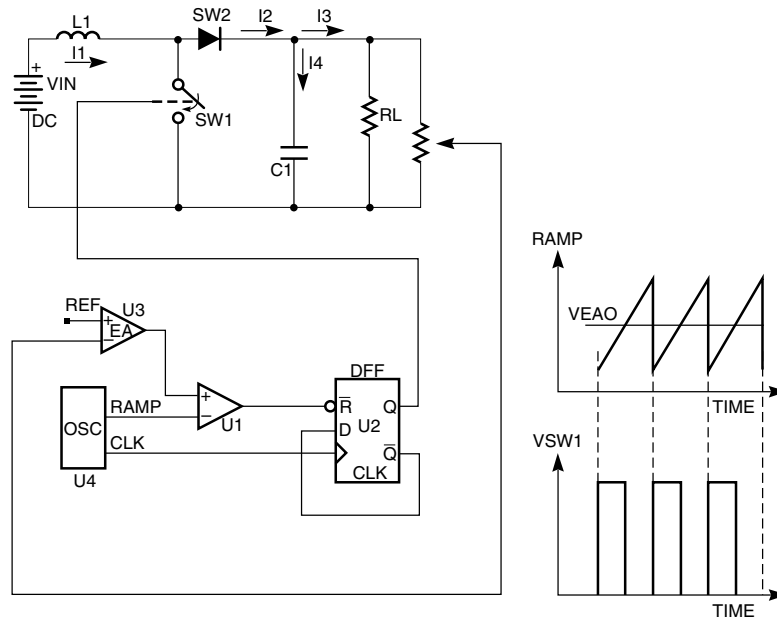 L1
SW2
I2
I3
I1
I4
+
VIN
DC
SW1
RL
C1
REF
U3
+
EA
−
DFF
RAMP
+
−
U1
R
Q
D
U2
Q
CLK
OSC
CLK
U4
RAMP
VEAO
TIME
VSW1
TIME